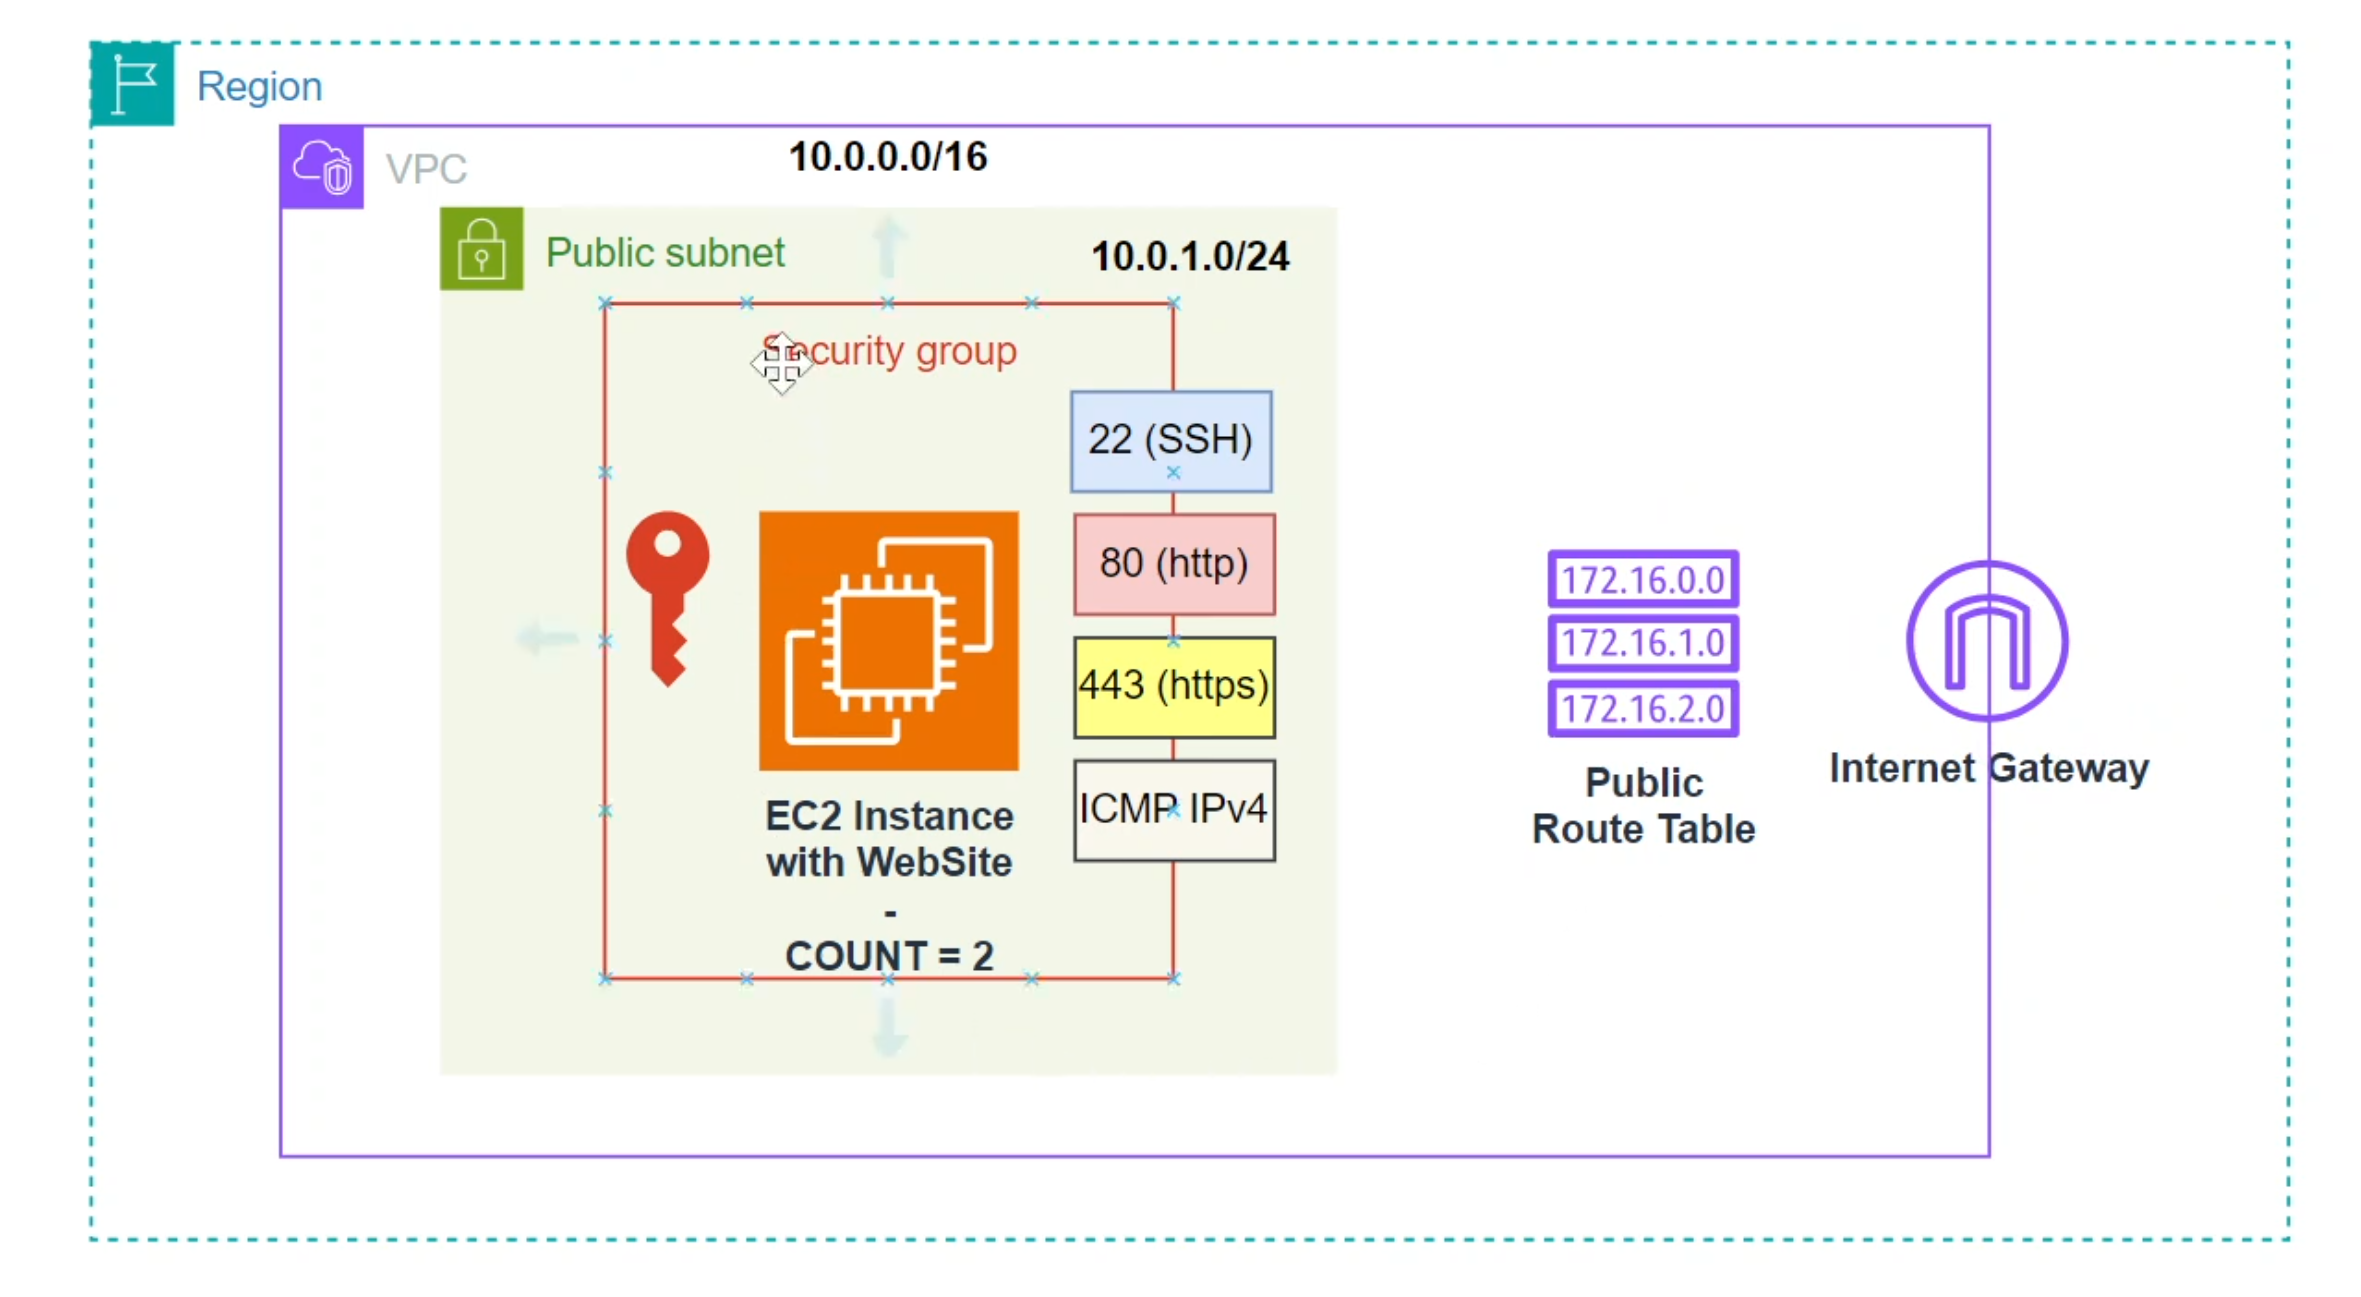 Region
VPC
10.0.0.0/16
Public subnet
10.0.1.0/24
Security group
22 (SSH)
80 (http)
443 (https)
ICMP IPv4
EC2 Instance
with WebSite
-
COUNT = 2
172.16.0.0
172.16.1.0
172.16.2.0
Public
Route Table
Internet Gateway